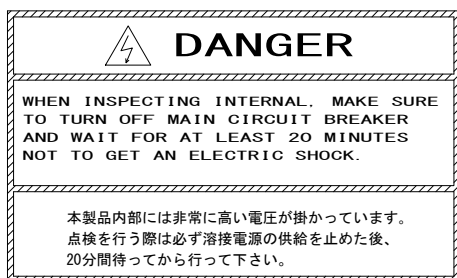 DANGER
WHEN INSPECTING INTERNAL, MAKE SURE
TO TURN OFF MAIN CIRCUIT BREAKER
AND WAIT FOR AT LEAST 20 MINUTES
NOT TO GET AN ELECTRIC SHOCK.
本製品内部には非常に高い電圧が掛かっています。
点検を行う際は必ず溶接電源の供給を止めた後、
20分間待ってから行って下さい。